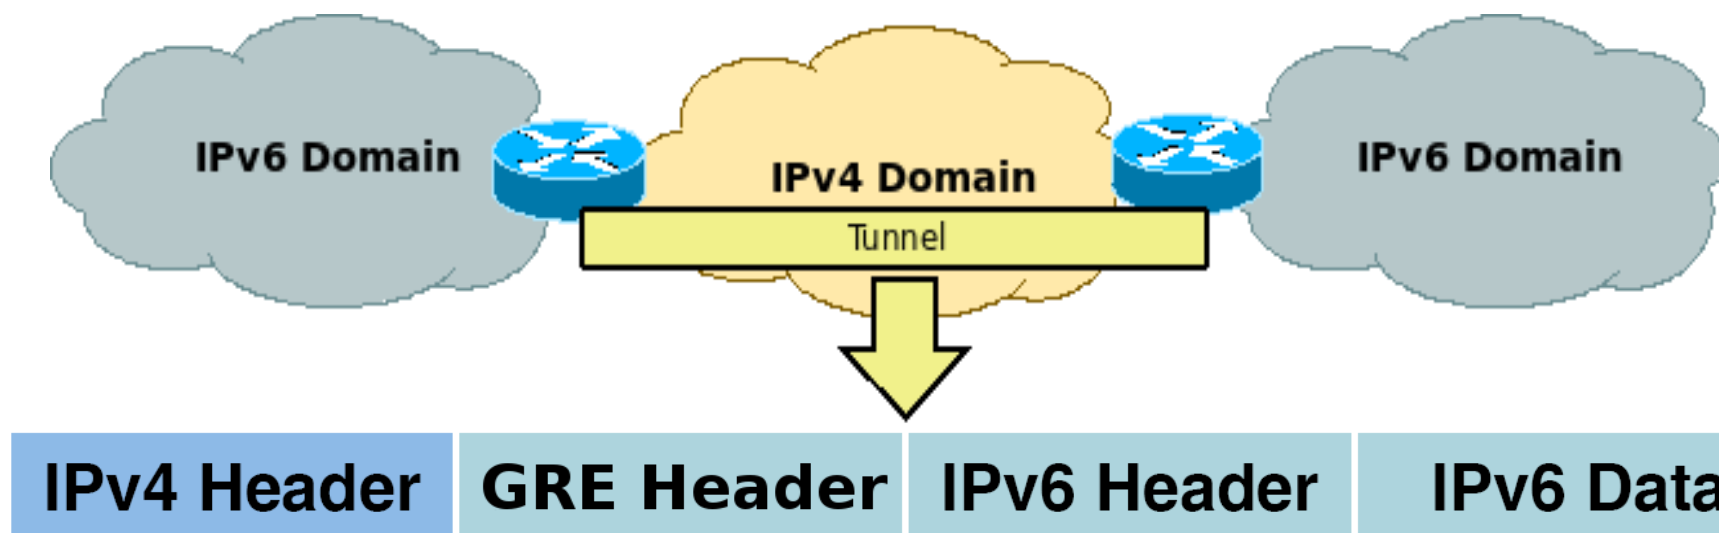 IPv6 Domain
IPv4 Domain
IPv6 Domain
Tunnel
IPv4 Header
GRE Header
IPv6 Header
IPv6 Data